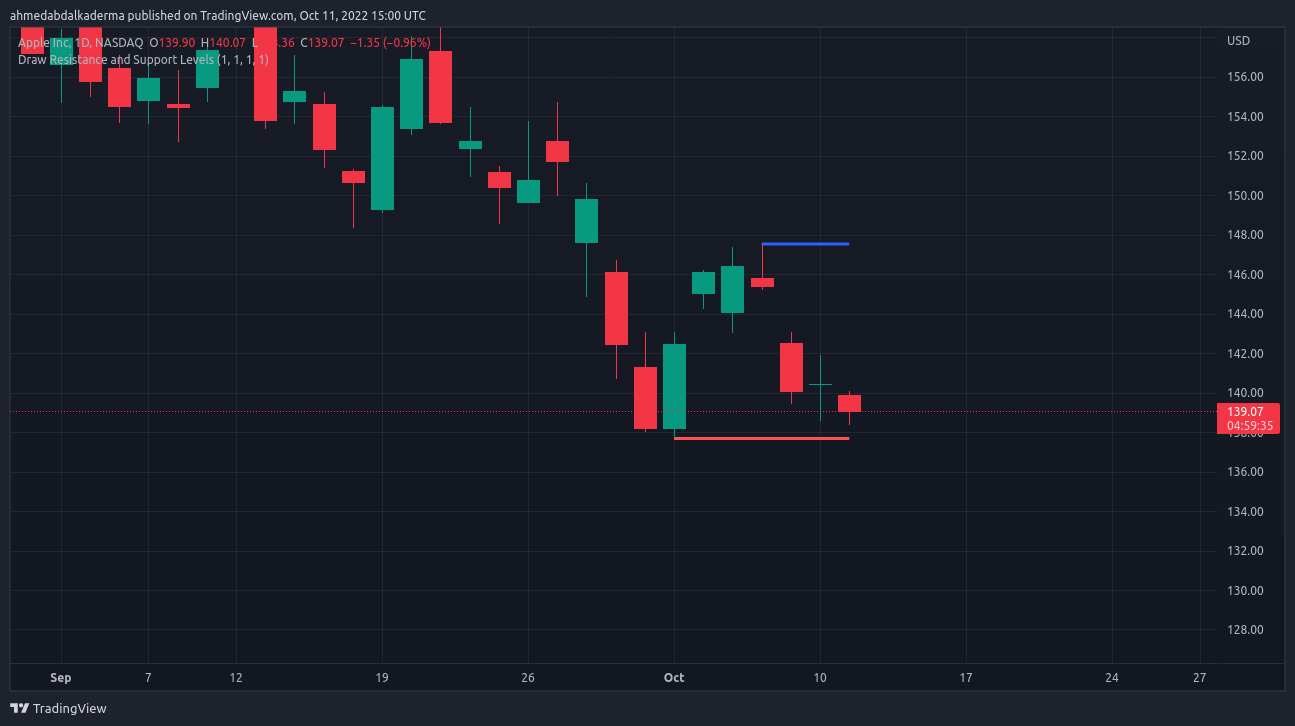 ahmedabdalkaderma published on TradingView.com, Oct 11, 2022 15:00 UTC
Apple Inc, 1D, NASDAQ O139.90 H140.07 L .36 C139.07 −1.35 (−0.96%)
Draw Resistance and Support Levels (1, 1, 1, 1)
USD
156.00
154.00
152.00
150.00
148.00
146.00
144.00
142.00
140.00
139.07
04:59:35
138.00
136.00
134.00
132.00
130.00
128.00
Sep 7 12 19 26 Oct 10 17 24 27
TradingView